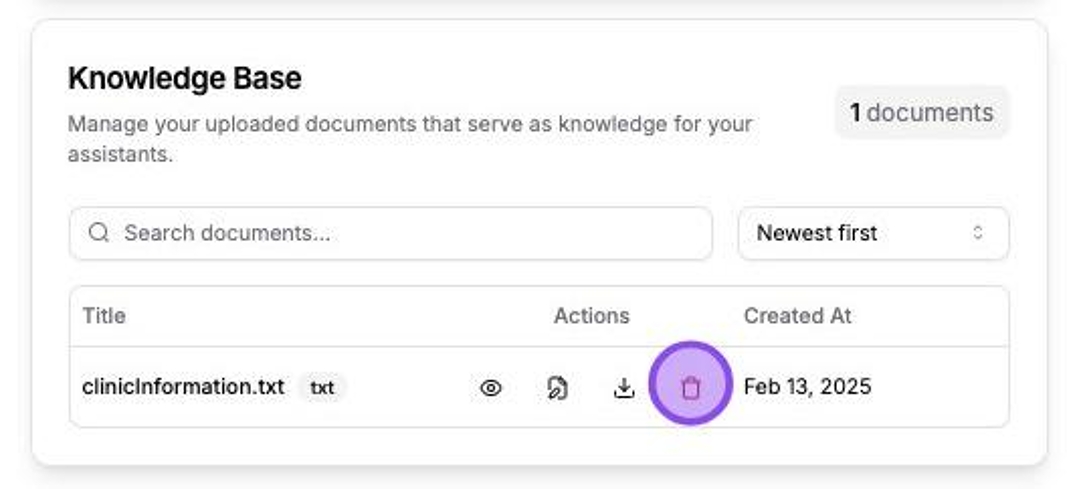 Knowledge Base
Manage your uploaded documents that serve as knowledge for your
assistants.
1 documents
Search documents...
Newest first
Title
Actions
Created At
clinicInformation.txt
txt
Feb 13, 2025